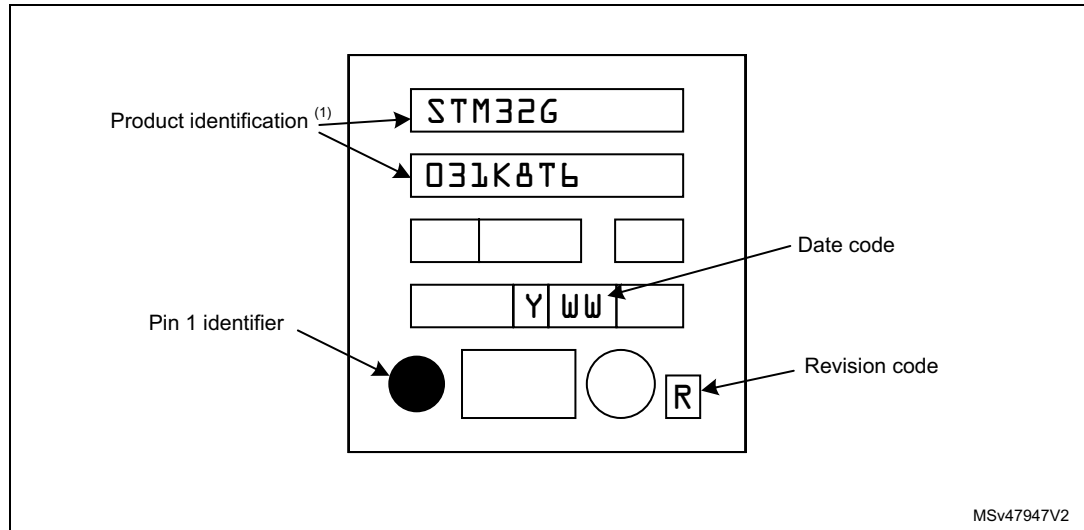 STM32G
Product identification (1)
031K8T6
Date code
Y WW
Pin 1 identifier
Revision code
R
MSv47947V2